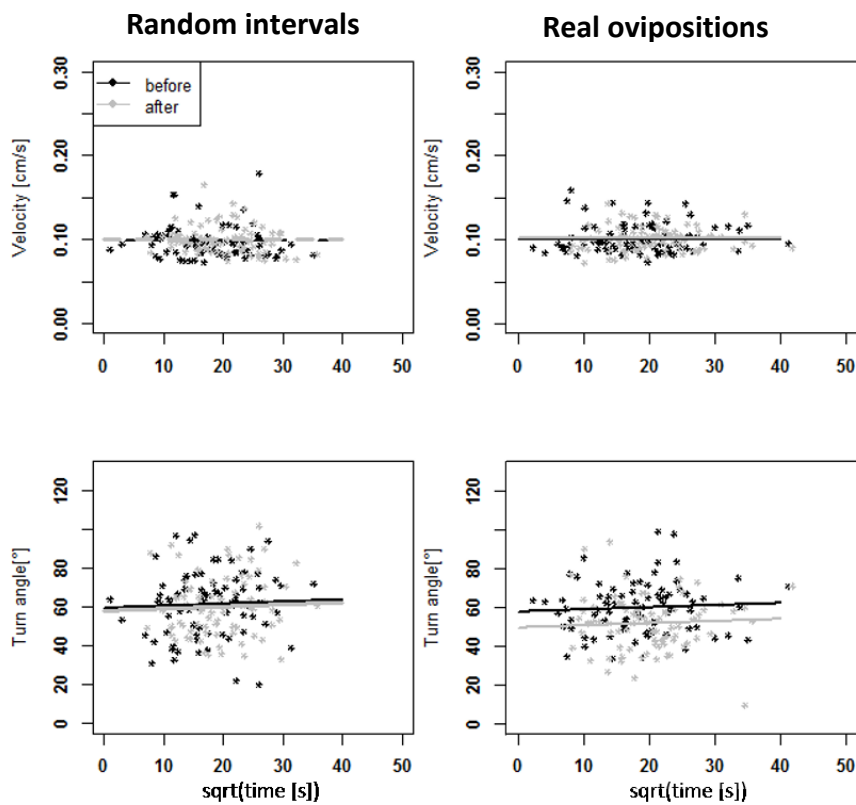 Random intervals
Real ovipositions
Velocity [cm/s]
0.30
0.20
0.10
0.00
before
after
0 10 20 30 40 50
Velocity [cm/s]
0.30
0.20
0.10
0.00
0 10 20 30 40 50
Turn angle[°]
120
80
60
40
20
0
0 10 20 30 40 50
sqrt(time [s])
Turn angle[°]
120
80
60
40
20
0
0 10 20 30 40 50
sqrt(time [s])